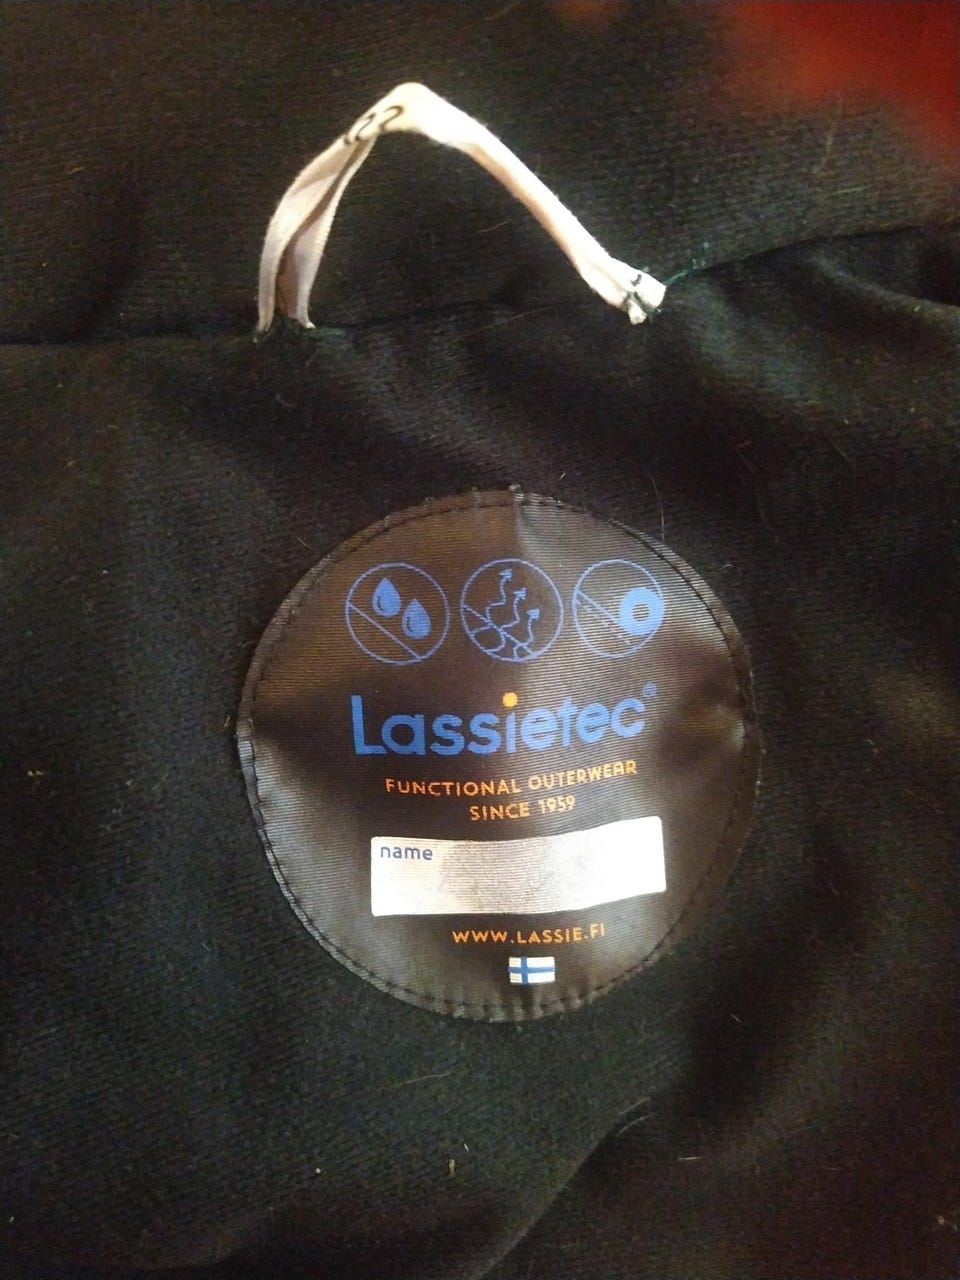 Lassietec®
FUNCTIONAL OUTERWEAR
SINCE 1959
name
WWW.LASSIE.FI